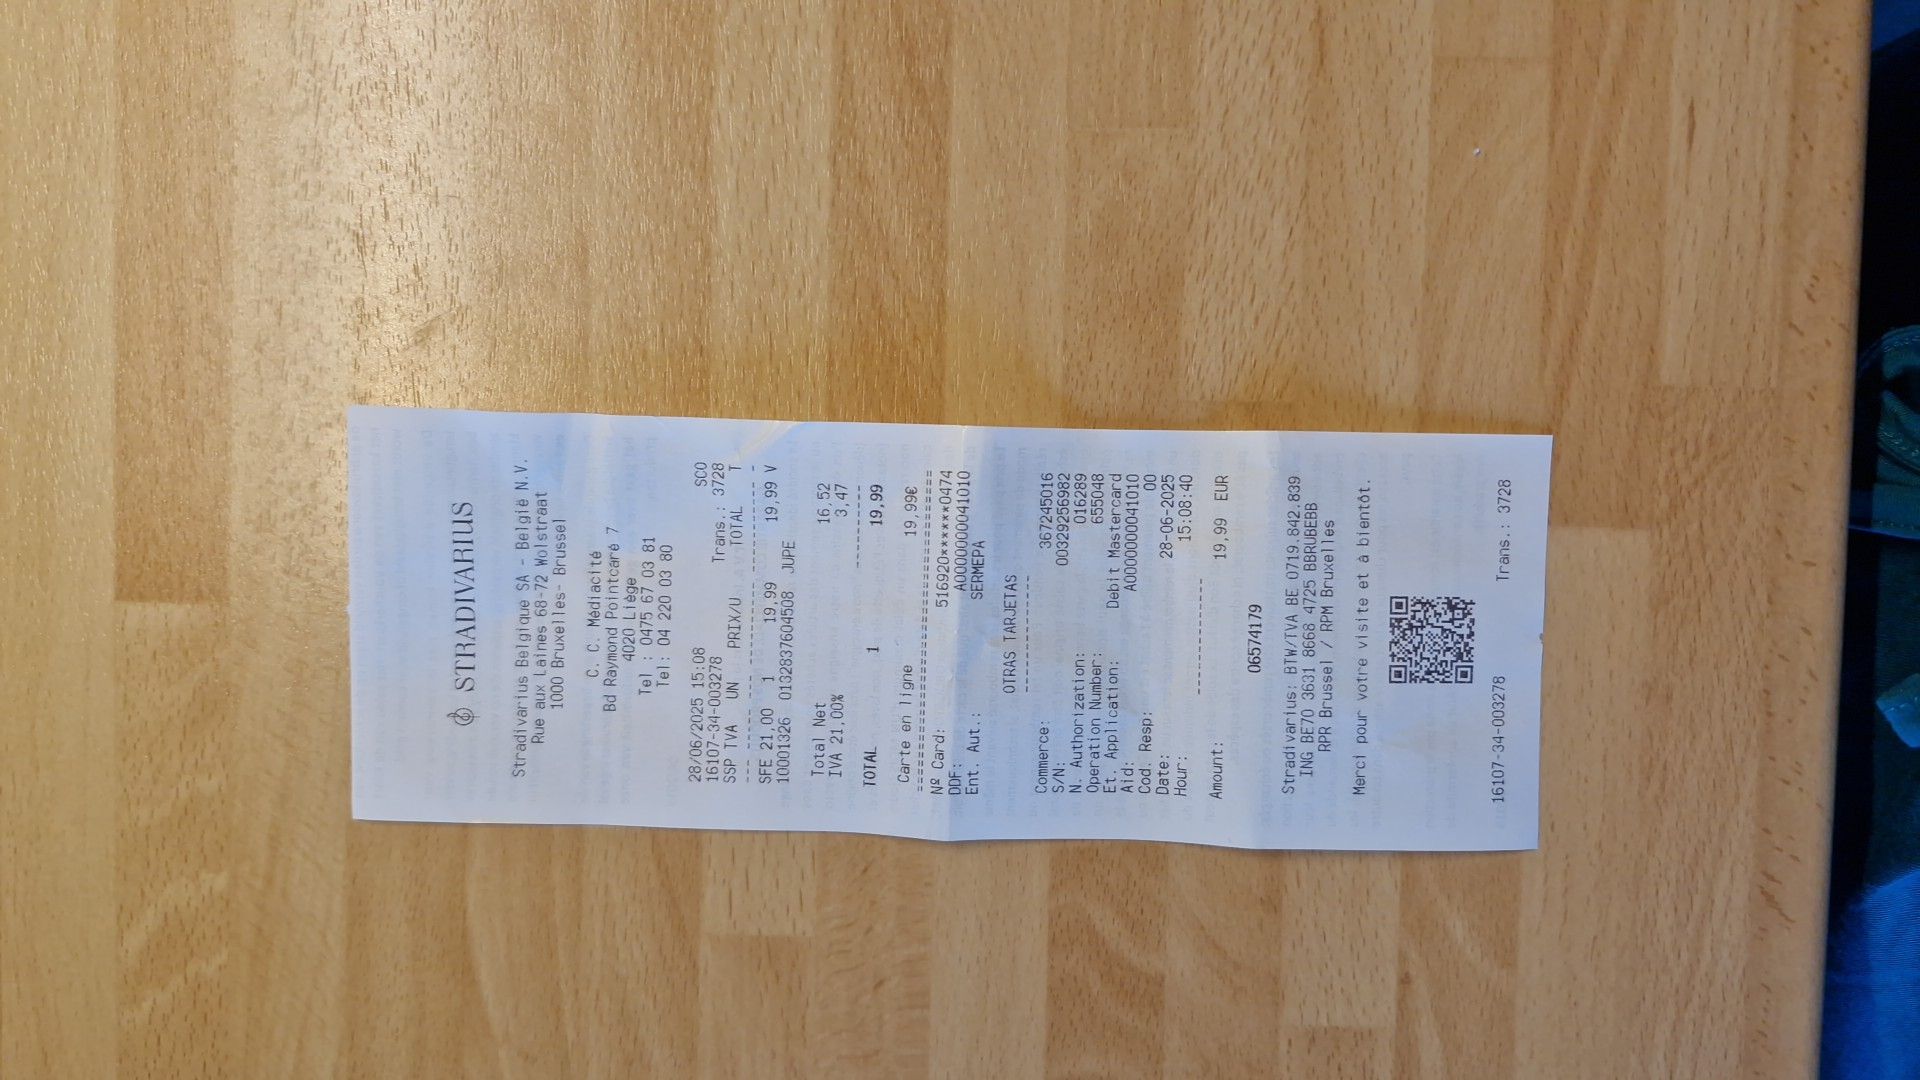 STRADIVARIUS
Stradivarius Belgique SA - België N.V.
Rue aux Laines 68-72 Wolstraat
1000 Bruxelles- Brussel
C. C. Médiacité
Bd Raymond Pointcaré 7
4020 Liège
Tel : 0475 67 03 81
Tel: 04 220 03 80
28/06/2025 15:08 SCO
16107-34-003278 Trans.: 3728
SSP TVA UN PRIX/U TOTAL T
SFE 21,00 1 19,99 19,99 V
10001326 0132837604508 JUPE
Total Net 16,52
IVA 21,00% 3,47
TOTAL 1 19,99
Carte en ligne 19,99€
Nº Card: 516920******0474
DDF: A0000000041010
Ent. Aut.: SERMEPA
OTRAS TARJETAS
Commerce: 367245016
S/N: 00329256982
N. Authorization: 016289
Operation Number: 655048
Et. Application: Debit Mastercard
Aid: A0000000041010
Cod. Resp: 00
Date: 28-06-2025
Hour: 15:08:40
Amount: 19,99 EUR
06574179
Stradivarius: BTW/TVA BE 0719.842.839
ING BE70 3631 8668 4725 BBRUBEBB
RPR Brussel / RPM Bruxelles
Merci pour votre visite et à bientôt.
16107-34-003278 Trans.: 3728